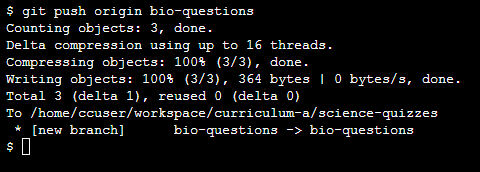 $ git push origin bio-questions
Counting objects: 3, done.
Delta compression using up to 16 threads.
Compressing objects: 100% (3/3), done.
Writing objects: 100% (3/3), 364 bytes | 0 bytes/s, done.
Total 3 (delta 1), reused 0 (delta 0)
To /home/ccuser/workspace/curriculum-a/science-quizzes
 * [new branch]      bio-questions -> bio-questions
$